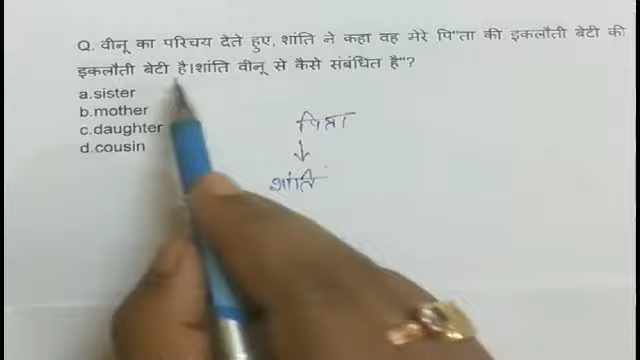 Q. वीनू का परिचय देते हुए, शांति ने कहा वह मेरे पि"ता की इकलौती बेटी की
इकलौती बेटी है।शांति वीनू से कैसे संबंधित है"?
a.sister
b.mother
c.daughter
d.cousin
पिता
↓
शांति